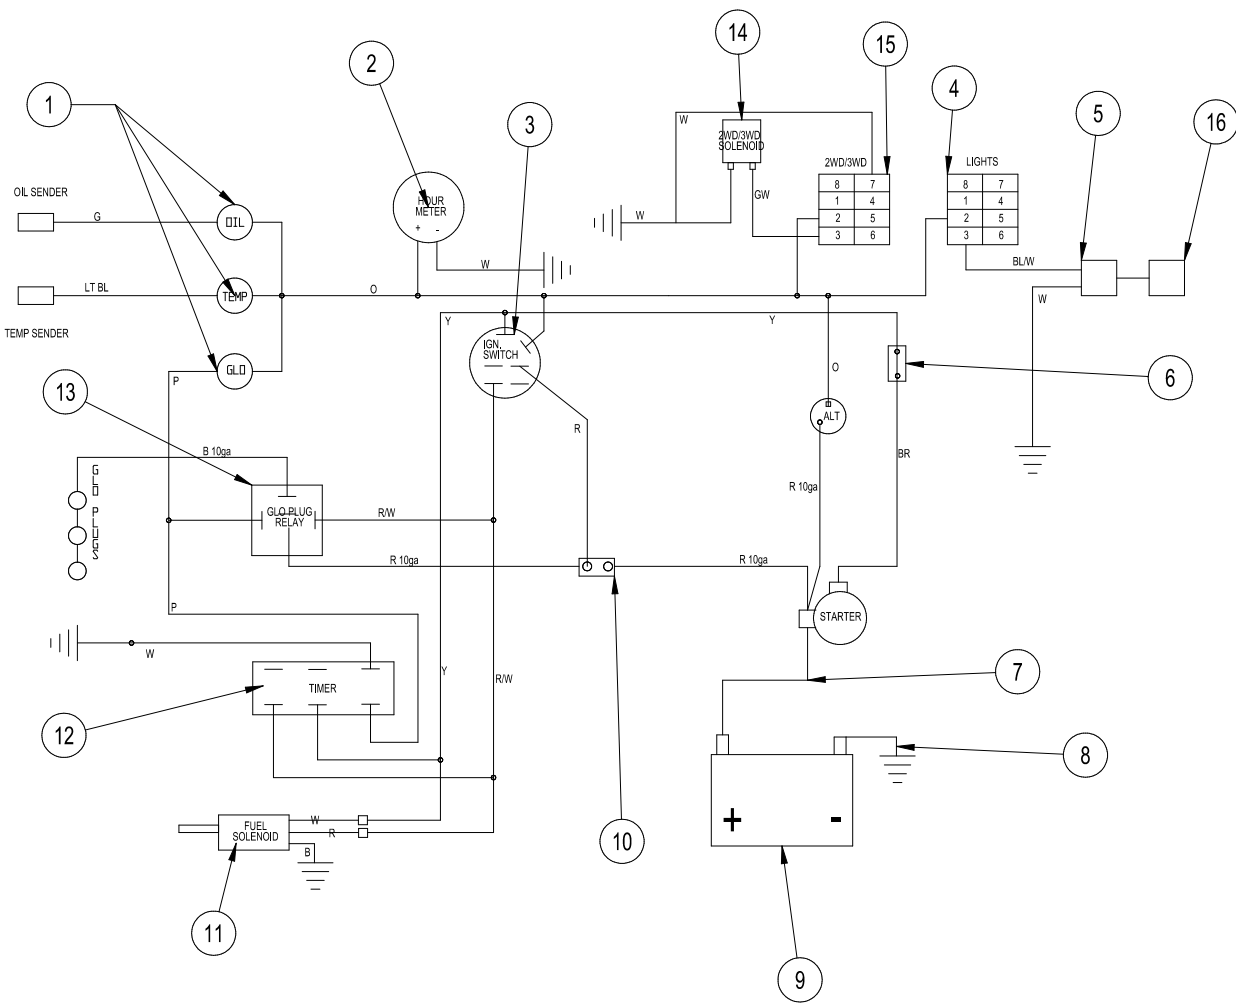 14
15
2
4
1
5
16
3
W
2WD/3WD
SOLENOID
2WD/3WD
LIGHTS
OIL SENDER
8 7
8 7
GW
HOUR
METER
1 4
1 4
G
OIL
W
2 5
2 5
+ -
3 6
3 6
W
BL/W
LT BL
TEMP
O
W
Y
Y
TEMP SENDER
IGN.
SWITCH
GLO
P
O
6
13
ALT
R
B 10ga
BR
GLO PLUGS
R 10ga
GLO PLUG
RELAY
R/W
R 10ga
R 10ga
P
STARTER
W
Y
R/W
7
TIMER
12
8
W
FUEL
SOLENOID
R
+ -
10
B
11
9